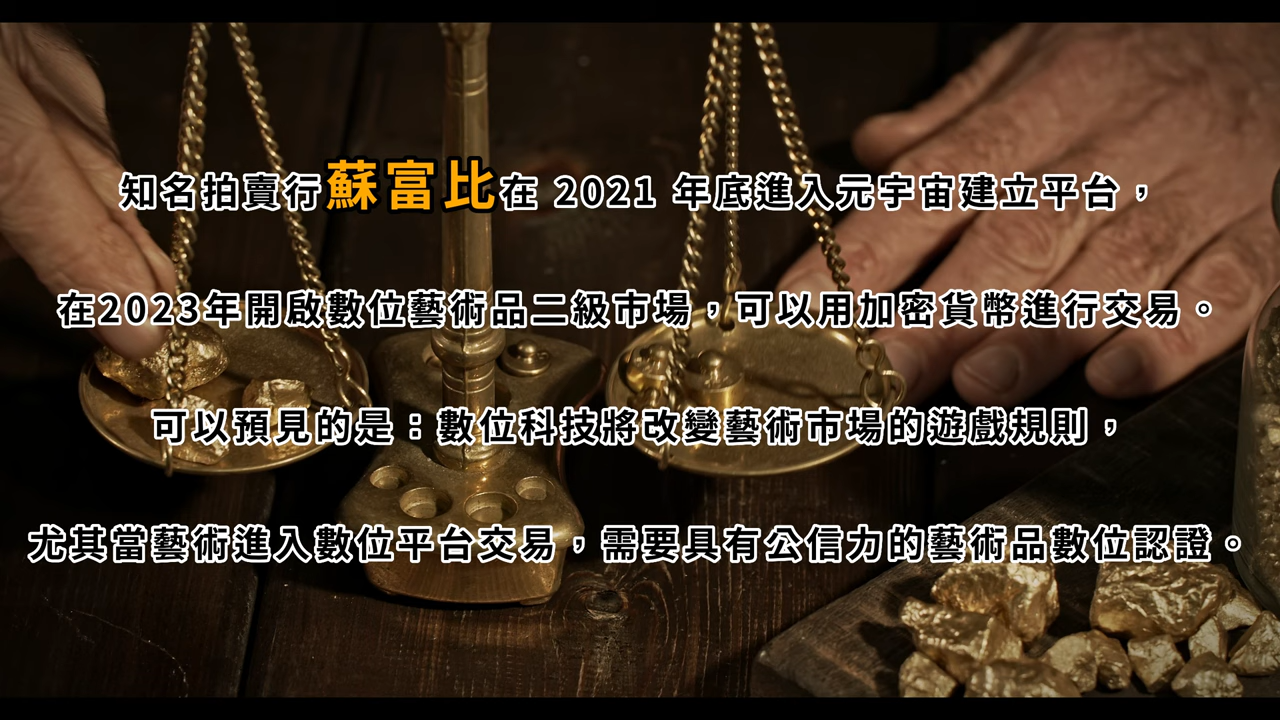 知名拍賣行蘇富比在 2021 年底進入元宇宙建立平台，
在2023年開啟數位藝術品二級市場，可以用加密貨幣進行交易。
可以預見的是：數位科技將改變藝術市場的遊戲規則，
尤其當藝術進入數位平台交易，需要具有公信力的藝術品數位認證。